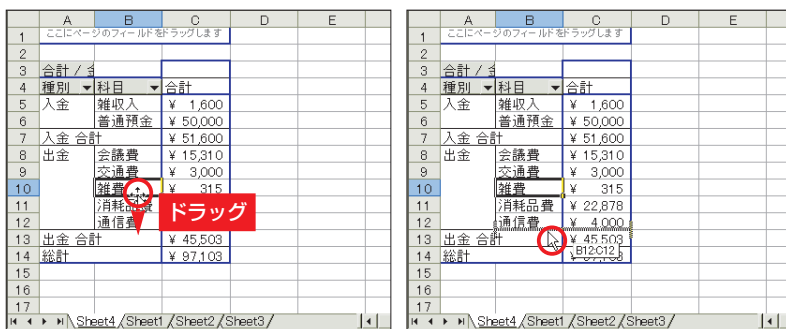 A B C D E
1 ここにページのフィールドをドラッグします
2
3 合計 / 金
4 種別 科目 合計
5 入金 雑収入 ¥ 1,600
6 普通預金 ¥ 50,000
7 入金 合計 ¥ 51,600
8 出金 会議費 ¥ 15,310
9 交通費 ¥ 3,000
10 雑費 ¥ 315
11 消耗品費 ドラッグ
12 通信費
13 出金 合計 ¥ 45,503
14 総計 ¥ 97,103
15
16
17
Sheet4 Sheet1 Sheet2 Sheet3
A B C D E
1 ここにページのフィールドをドラッグします
2
3 合計 / 金
4 種別 科目 合計
5 入金 雑収入 ¥ 1,600
6 普通預金 ¥ 50,000
7 入金 合計 ¥ 51,600
8 出金 会議費 ¥ 15,310
9 交通費 ¥ 3,000
10 雑費 ¥ 315
11 消耗品費 ¥ 22,878
12 通信費 ¥ 4,000
13 出金 合計 ¥ 45,503
B12:C12
14 総計 ¥ 97,103
15
16
17
Sheet4 Sheet1 Sheet2 Sheet3